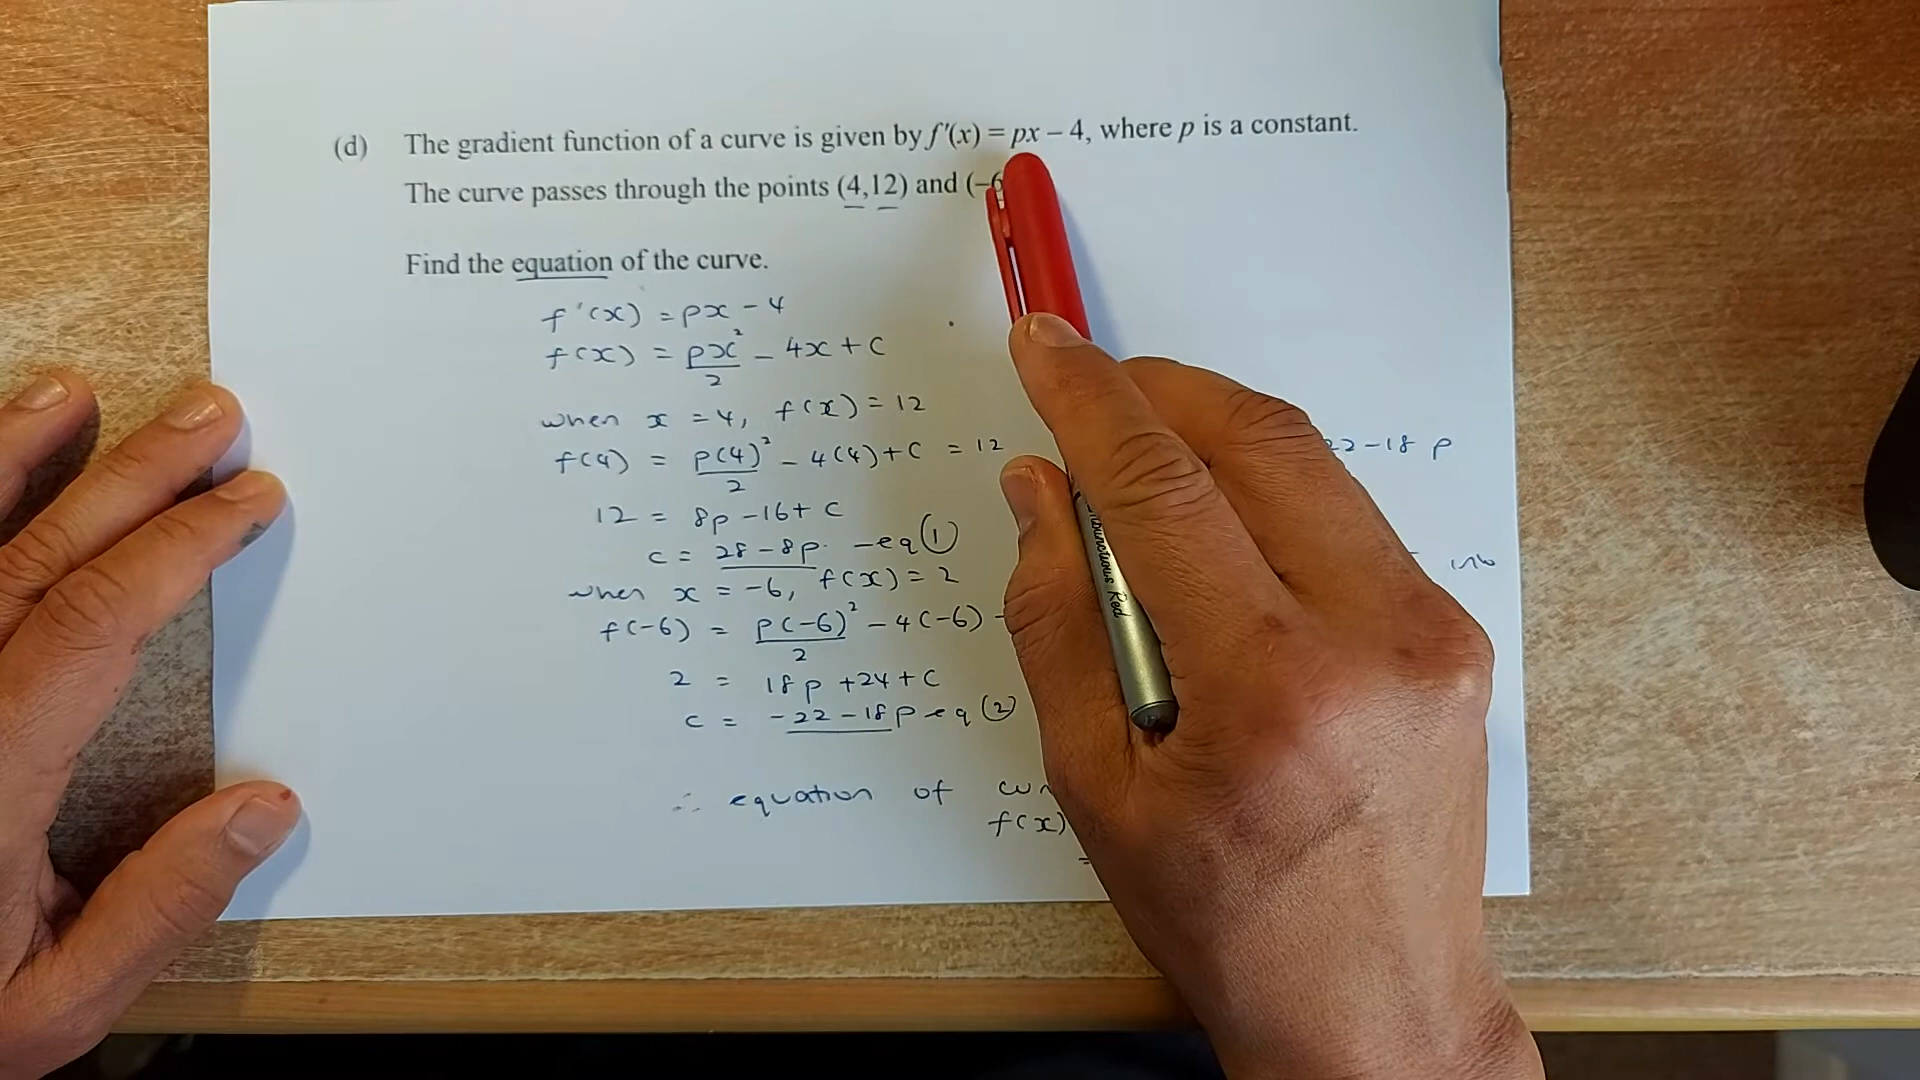 (d) The gradient function of a curve is given by f'(x) = px – 4, where p is a constant.
The curve passes through the points (4,12) and (–6
Find the equation of the curve.
f'(x) = px - 4
f(x) = px²/2 - 4x + c
when x = 4, f(x) = 12
f(4) = p(4)²/2 - 4(4) + c = 12
22 - 18 p
12 = 8p - 16 + c
c = 28 - 8p - eq (1)
into
when x = -6, f(x) = 2
f(-6) = p(-6)²/2 - 4(-6)
2 = 18p + 24 + c
c = -22 - 18p eq (2)
∴ equation of
f(x)
=
Red